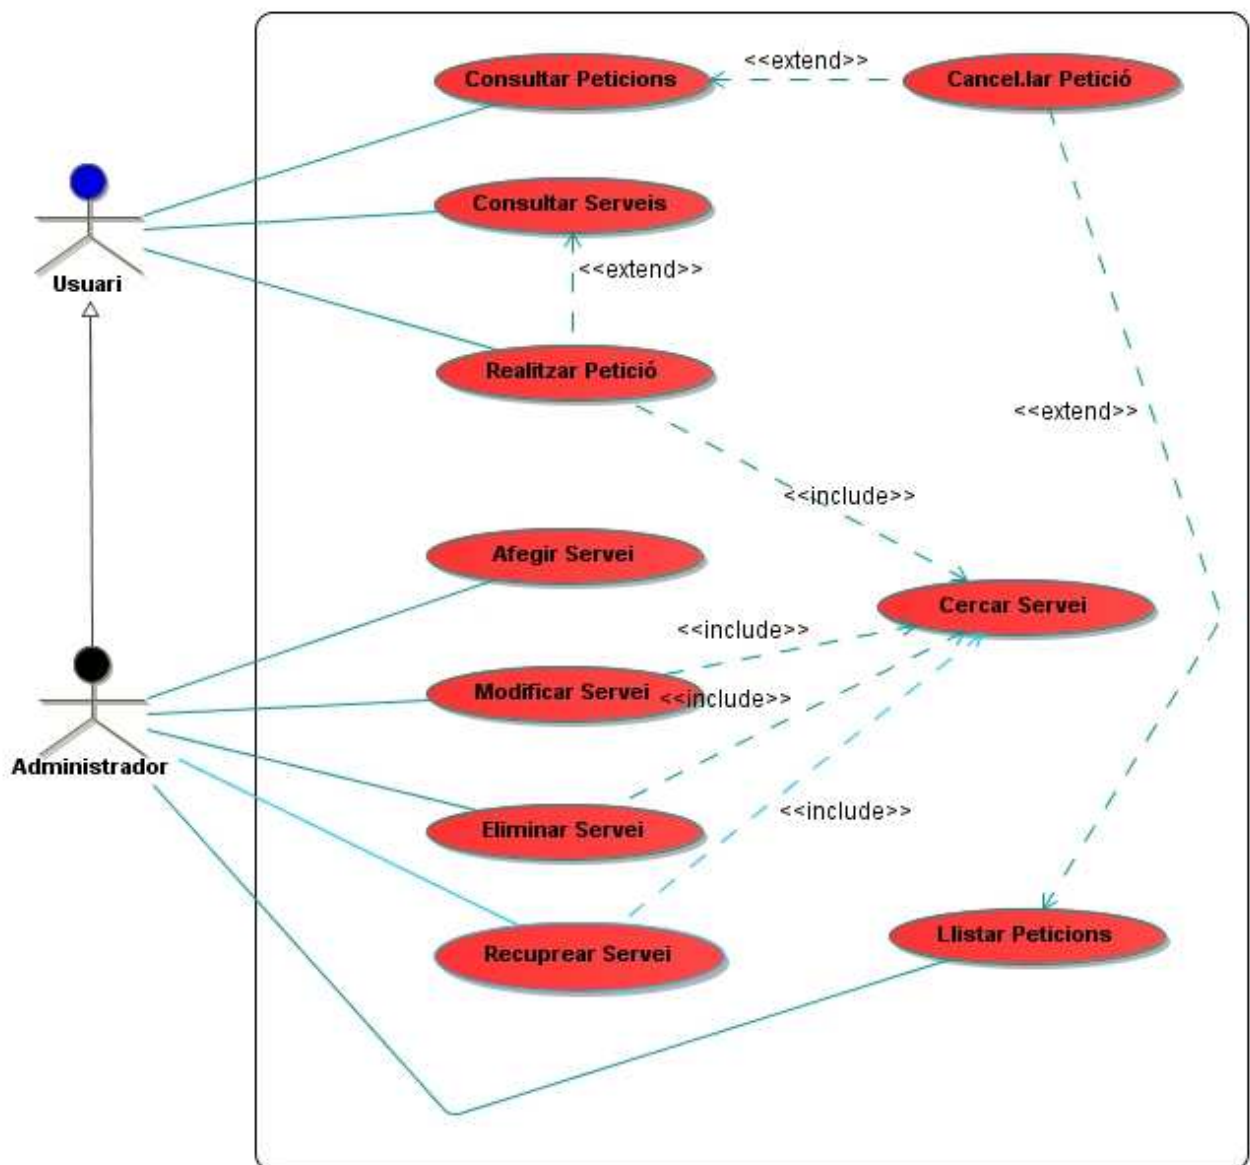 <<extend>>
Consultar Peticions
Cancel.lar Petició
Consultar Serveis
<<extend>>
Usuari
Realitzar Petició
<<extend>>
<<include>>
Afegir Servei
Cercar Servei
<<include>>
Modificar Servei
<<include>>
Administrador
<<include>>
Eliminar Servei
Llistar Peticions
Recuprear Servei